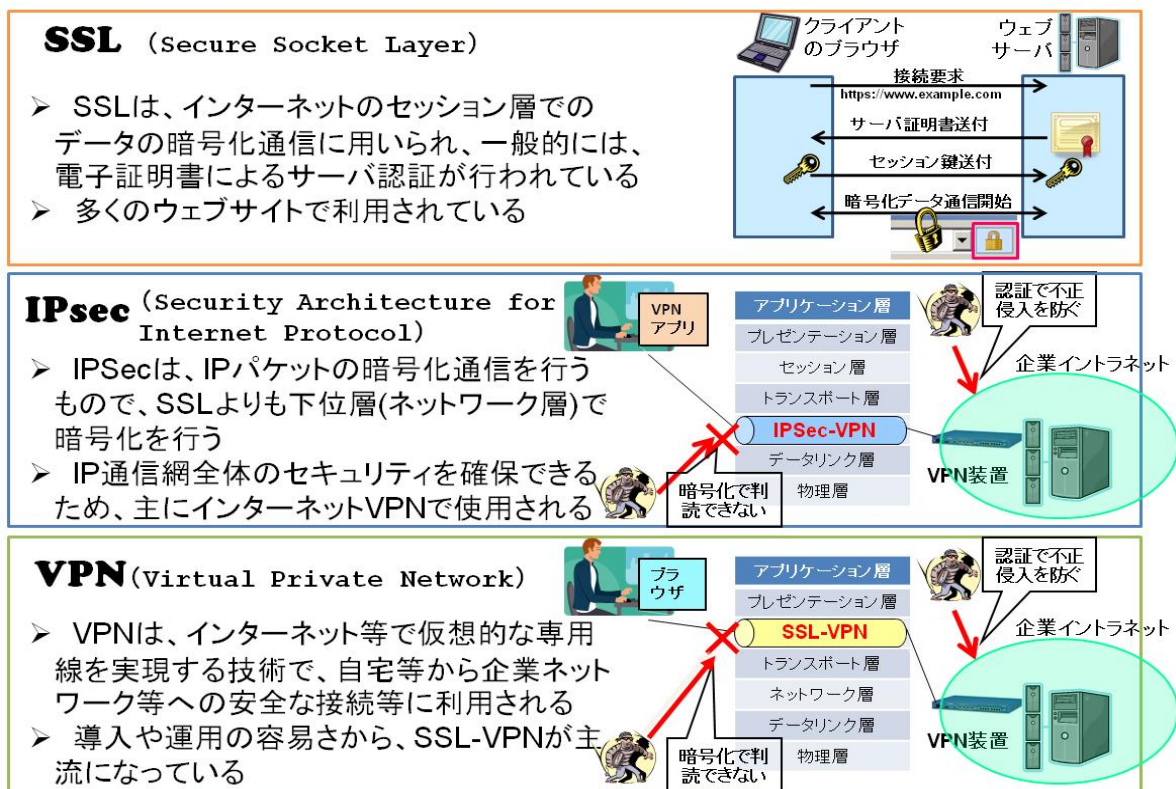 SSL (Secure Socket Layer)
➢ SSLは、インターネットのセッション層での
データの暗号化通信に用いられ、一般的には、
電子証明書によるサーバ認証が行われている
➢ 多くのウェブサイトで利用されている
クライアント
のブラウザ
ウェブ
サーバ
接続要求
https://www.example.com
サーバ証明書送付
セッション鍵送付
暗号化データ通信開始
IPsec (Security Architecture for
Internet Protocol)
➢ IPSecは、IPパケットの暗号化通信を行う
もので、SSLよりも下位層(ネットワーク層)で
暗号化を行う
➢ IP通信網全体のセキュリティを確保できる
ため、主にインターネットVPNで使用される
VPN
アプリ
アプリケーション層
プレゼンテーション層
セッション層
トランスポート層
IPSec-VPN
データリンク層
物理層
暗号化で判
読できない
認証で不正
侵入を防ぐ
企業イントラネット
VPN装置
VPN(Virtual Private Network)
➢ VPNは、インターネット等で仮想的な専用
線を実現する技術で、自宅等から企業ネット
ワーク等への安全な接続等に利用される
➢ 導入や運用の容易さから、SSL-VPNが主
流になっている
ブラ
ウザ
アプリケーション層
プレゼンテーション層
SSL-VPN
トランスポート層
ネットワーク層
データリンク層
物理層
暗号化で判
読できない
認証で不正
侵入を防ぐ
企業イントラネット
VPN装置